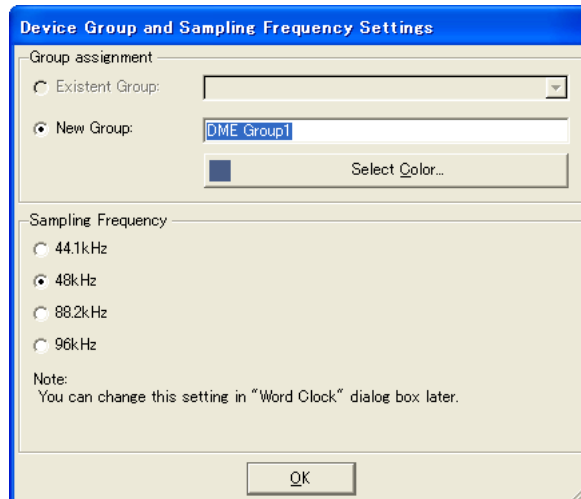 Device Group and Sampling Frequency Settings
Group assignment
Existent Group:
New Group:
DME Group1
Select Color...
Sampling Frequency
44.1kHz
48kHz
88.2kHz
96kHz
Note:
You can change this setting in "Word Clock" dialog box later.
OK